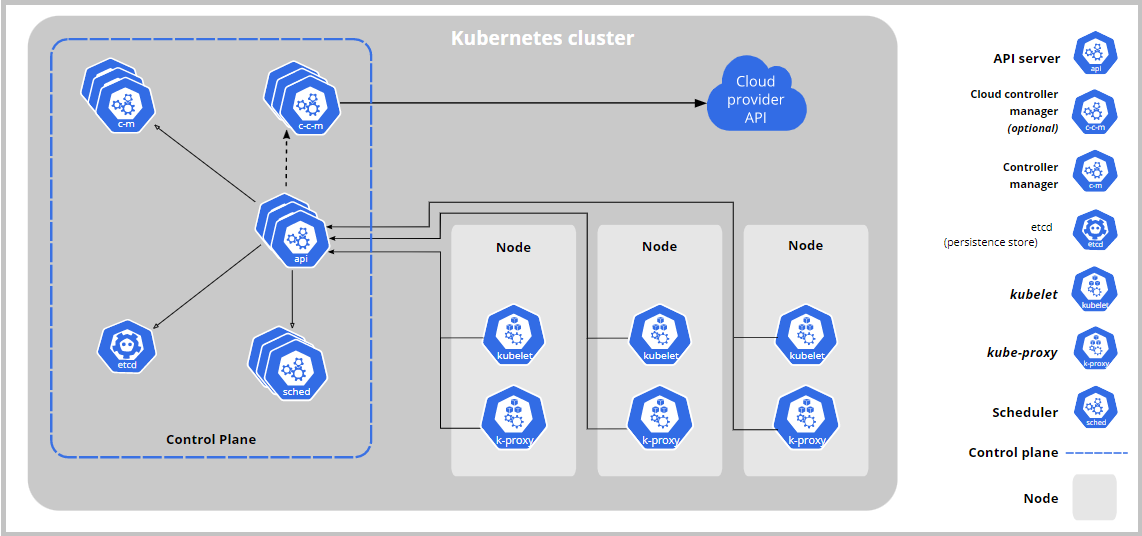 Kubernetes cluster
c-m
c-c-m
Cloud
provider
API
api
etcd
sched
Control Plane
Node
kubelet
k-proxy
Node
kubelet
k-proxy
Node
kubelet
k-proxy
API server
api
Cloud controller
manager
(optional)
c-c-m
Controller
manager
c-m
etcd
(persistence store)
etcd
kubelet
kubelet
kube-proxy
k-proxy
Scheduler
sched
Control plane
Node